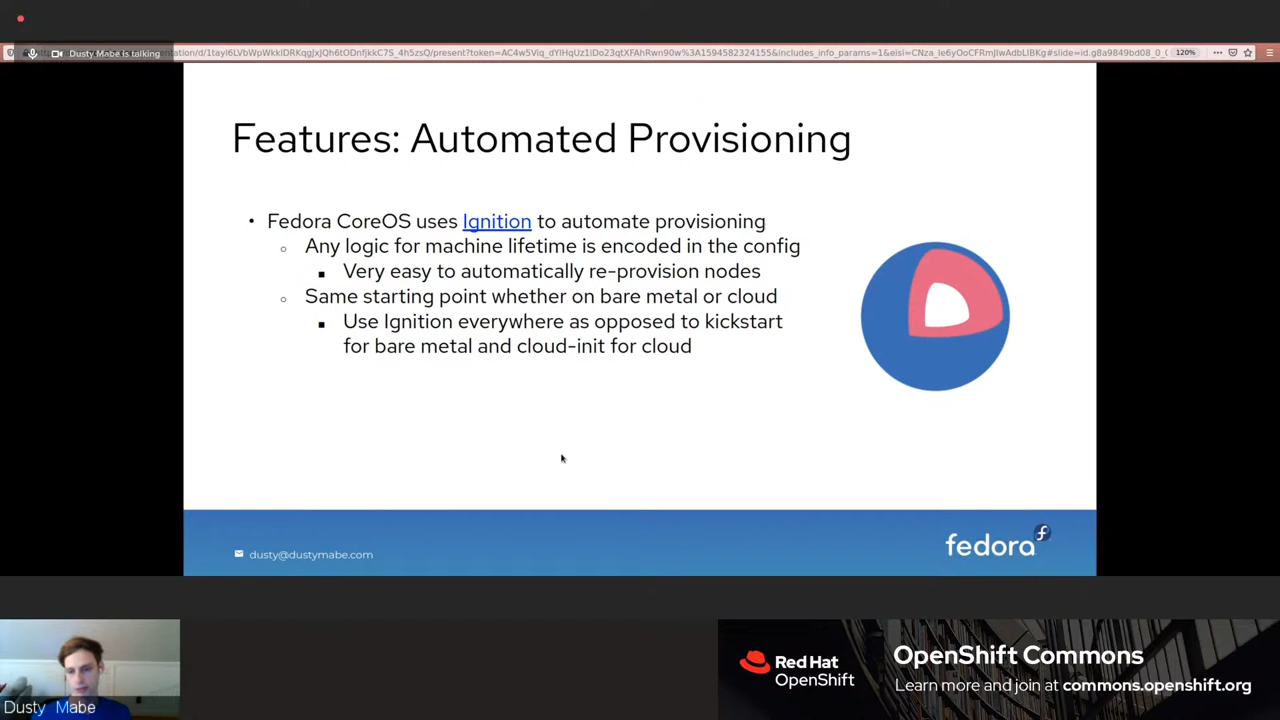 Dusty Mabe is talking
120%
Features: Automated Provisioning
• Fedora CoreOS uses Ignition to automate provisioning
○ Any logic for machine lifetime is encoded in the config
■ Very easy to automatically re-provision nodes
○ Same starting point whether on bare metal or cloud
■ Use Ignition everywhere as opposed to kickstart
for bare metal and cloud-init for cloud
dusty@dustymabe.com
fedora
Dusty Mabe
Red Hat
OpenShift
OpenShift Commons
Learn more and join at commons.openshift.org